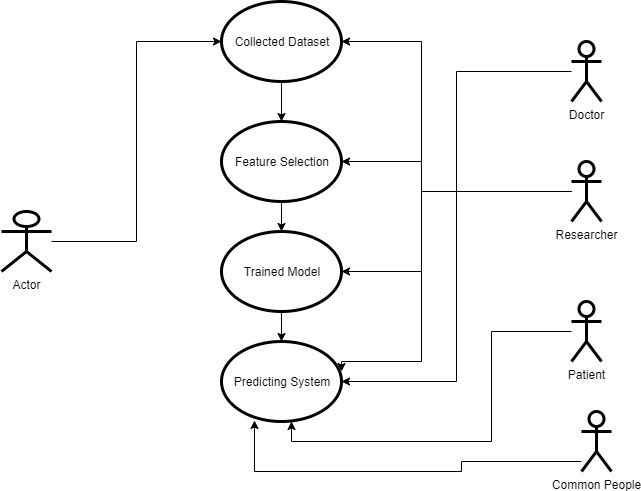 Collected Dataset
Doctor
Feature Selection
Researcher
Actor
Trained Model
Patient
Predicting System
Common People